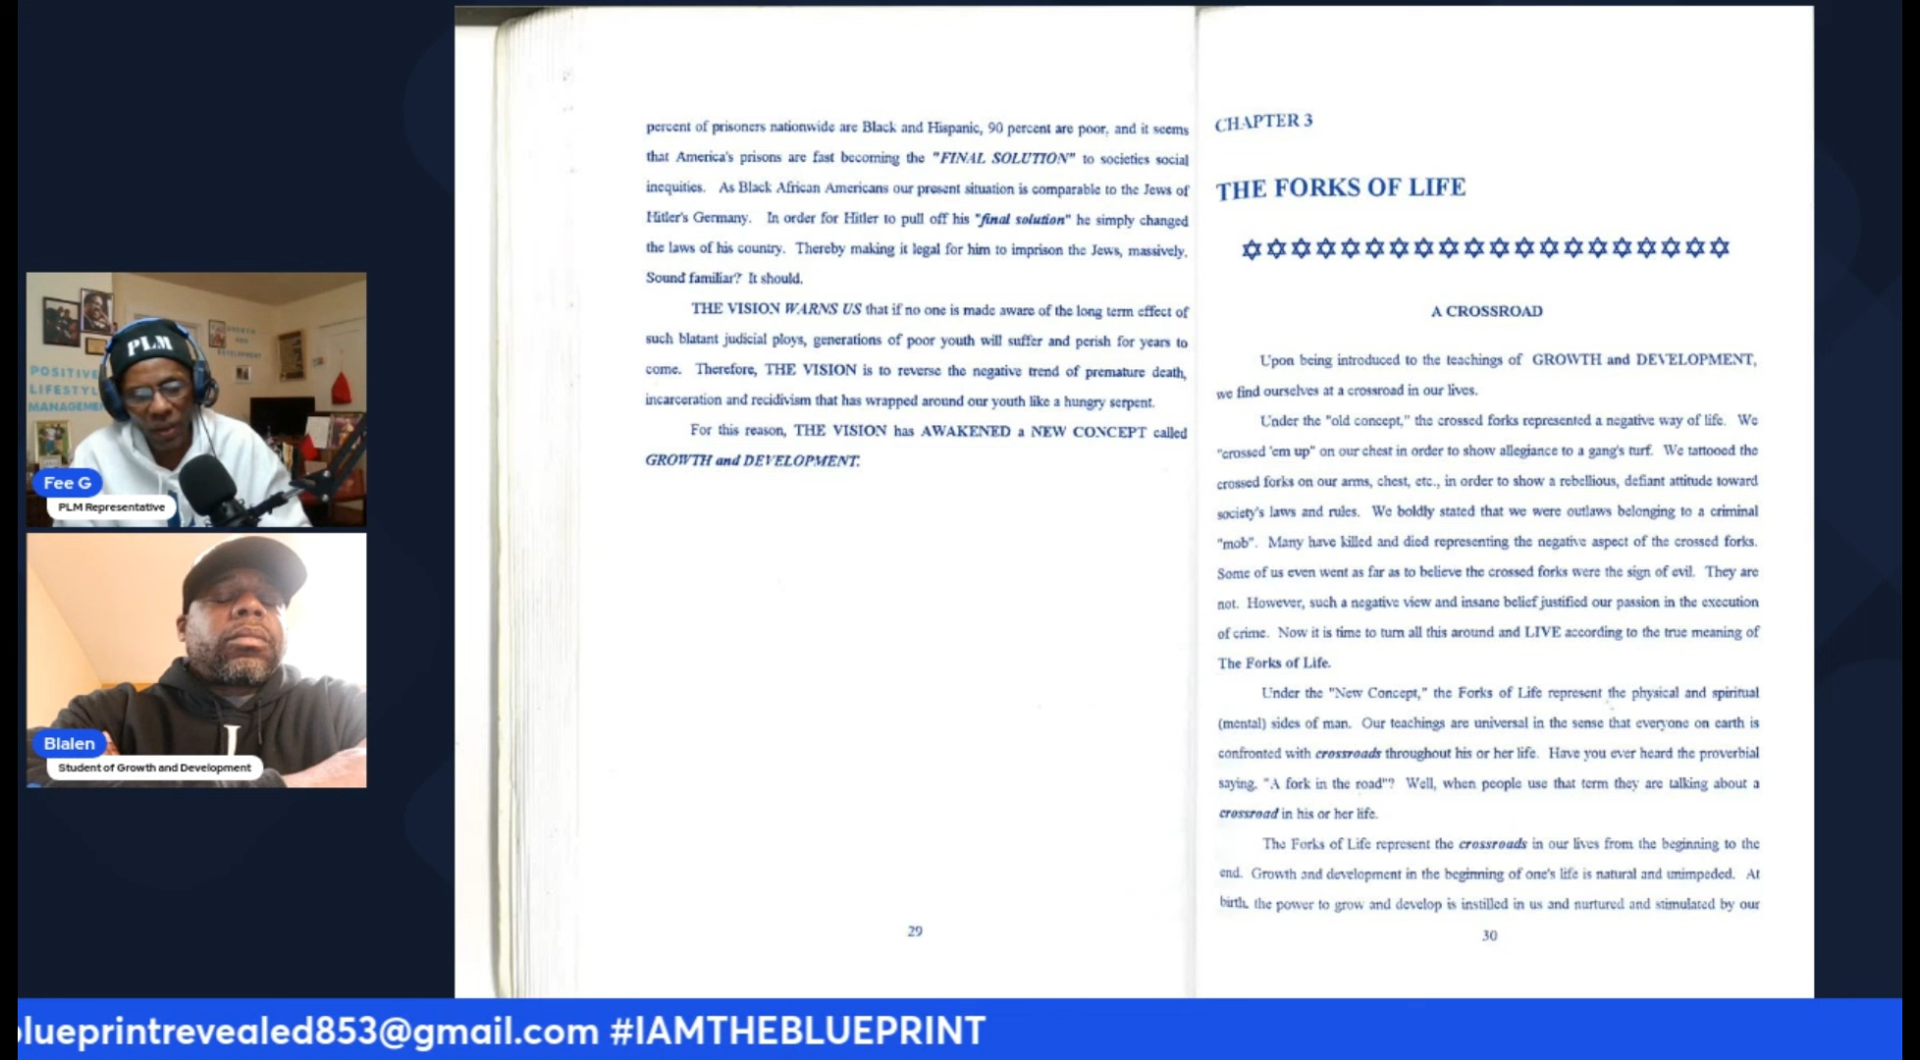 percent of prisoners nationwide are Black and Hispanic, 90 percent are poor, and it seems
that America's prisons are fast becoming the "FINAL SOLUTION" to societies social
inequities. As Black African Americans our present situation is comparable to the Jews of
Hitler's Germany. In order for Hitler to pull off his "final solution" he simply changed
the laws of his country. Thereby making it legal for him to imprison the Jews, massively.
Sound familiar? It should.
THE VISION WARNS US that if no one is made aware of the long term effect of
such blatant judicial ploys, generations of poor youth will suffer and perish for years to
come. Therefore, THE VISION is to reverse the negative trend of premature death,
incarceration and recidivism that has wrapped around our youth like a hungry serpent.
For this reason, THE VISION has AWAKENED a NEW CONCEPT called
GROWTH and DEVELOPMENT.
29
CHAPTER 3
THE FORKS OF LIFE
A CROSSROAD
Upon being introduced to the teachings of GROWTH and DEVELOPMENT,
we find ourselves at a crossroad in our lives.
Under the "old concept," the crossed forks represented a negative way of life. We
"crossed 'em up" on our chest in order to show allegiance to a gang's turf. We tattooed the
crossed forks on our arms, chest, etc., in order to show a rebellious, defiant attitude toward
society's laws and rules. We boldly stated that we were outlaws belonging to a criminal
"mob". Many have killed and died representing the negative aspect of the crossed forks.
Some of us even went as far as to believe the crossed forks were the sign of evil. They are
not. However, such a negative view and insane belief justified our passion in the execution
of crime. Now it is time to turn all this around and LIVE according to the true meaning of
The Forks of Life.
Under the "New Concept," the Forks of Life represent the physical and spiritual
(mental) sides of man. Our teachings are universal in the sense that everyone on earth is
confronted with crossroads throughout his or her life. Have you ever heard the proverbial
saying, "A fork in the road"? Well, when people use that term they are talking about a
crossroad in his or her life.
The Forks of Life represent the crossroads in our lives from the beginning to the
end. Growth and development in the beginning of one's life is natural and unimpeded. At
birth, the power to grow and develop is instilled in us and nurtured and stimulated by our
30
PLM
POSITIVE
LIFESTYL
MANAGEME
Fee G
PLM Representative
Blalen
Student of Growth and Development
lueprintrevealed853@gmail.com #IAMTHEBLUEPRINT